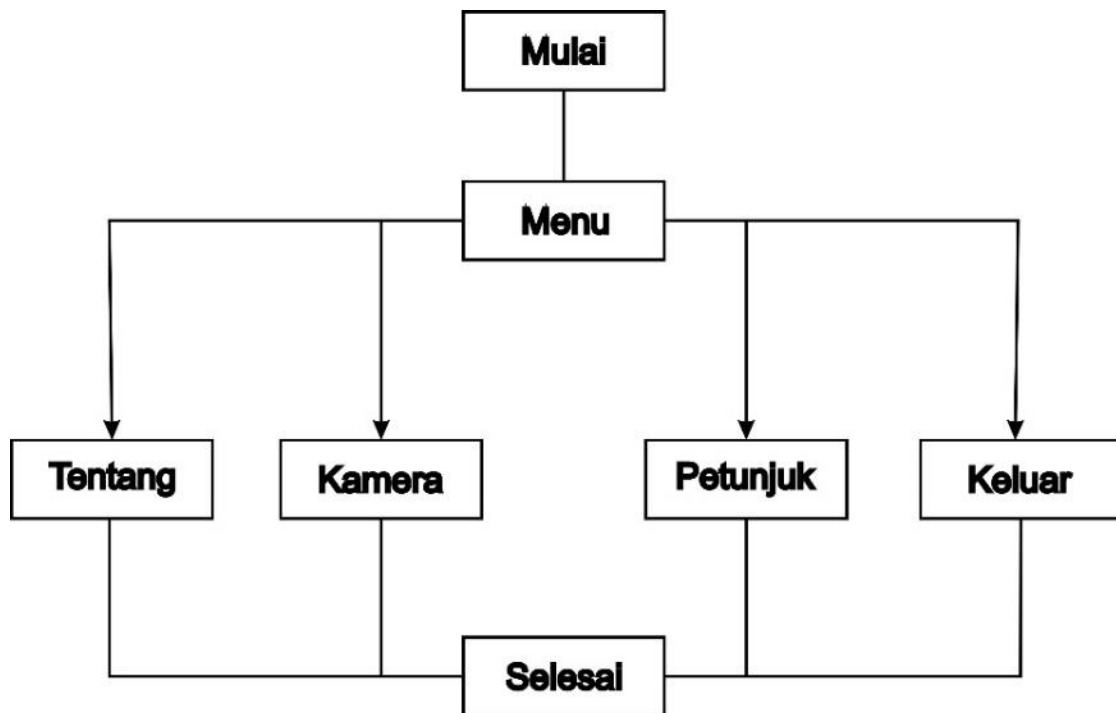 Mulai
Menu
Tentang
Kamera
Petunjuk
Keluar
Selesai